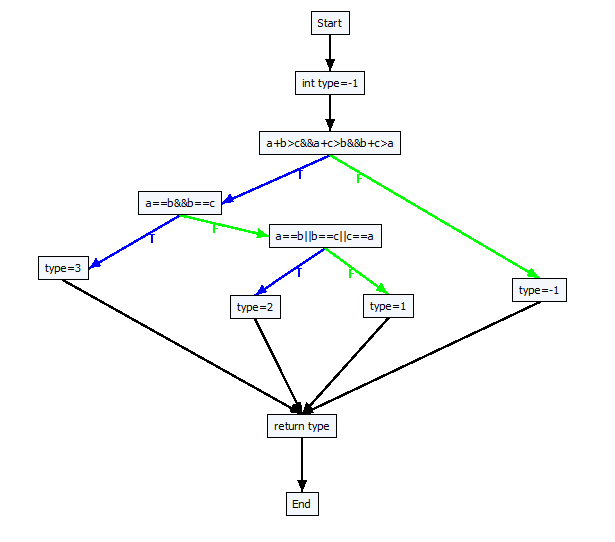 Start
int type=-1
a+b>c&&a+c>b&&b+c>a
T
F
a==b&&b==c
T
F
a==b||b==c||c==a
T
F
type=3
type=2
type=1
type=-1
return type
End